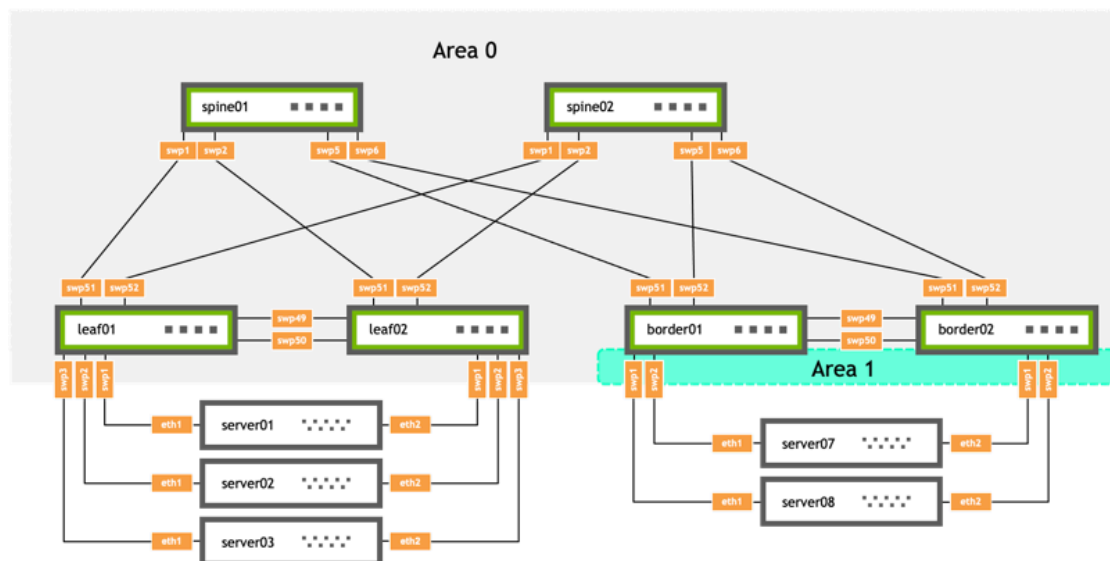 Area 0
spine01
spine02
swp1 swp2 swp5 swp6
swp1 swp2 swp5 swp6
swp51 swp52
swp51 swp52
swp51 swp52
swp51 swp52
leaf01
swp49
swp50
leaf02
border01
swp49
swp50
border02
Area 1
swp3 swp2 swp1
swp1 swp2 swp3
swp1 swp2
swp1 swp2
eth1 server01 eth2
eth1 server02 eth2
eth1 server03 eth2
eth1 server07 eth2
eth1 server08 eth2